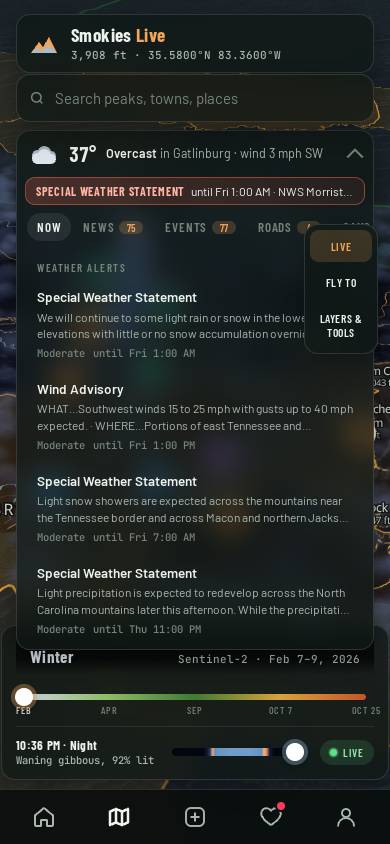 Smokies Live
3,908 ft · 35.5800°N 83.3600°W
Search peaks, towns, places
37° Overcast in Gatlinburg · wind 3 mph SW
SPECIAL WEATHER STATEMENT until Fri 1:00 AM · NWS Morrist…
NOW NEWS 75 EVENTS 77 ROADS
LIVE
FLY TO
LAYERS &
TOOLS
WEATHER ALERTS
Special Weather Statement
We will continue to some light rain or snow in the lowe
elevations with little or no snow accumulation overni
Moderate until Fri 1:00 AM
Wind Advisory
WHAT...Southwest winds 15 to 25 mph with gusts up to 40 mph
expected. · WHERE...Portions of east Tennessee and…
Moderate until Fri 1:00 PM
Special Weather Statement
Light snow showers are expected across the mountains near
the Tennessee border and across Macon and northern Jacks…
Moderate until Fri 7:00 AM
Special Weather Statement
Light precipitation is expected to redevelop across the North
Carolina mountains later this afternoon. While the precipitati…
Moderate until Thu 11:00 PM
Winter Sentinel-2 · Feb 7–9, 2026
FEB APR SEP OCT 7 OCT 25
10:36 PM · Night
Waning gibbous, 92% lit
LIVE